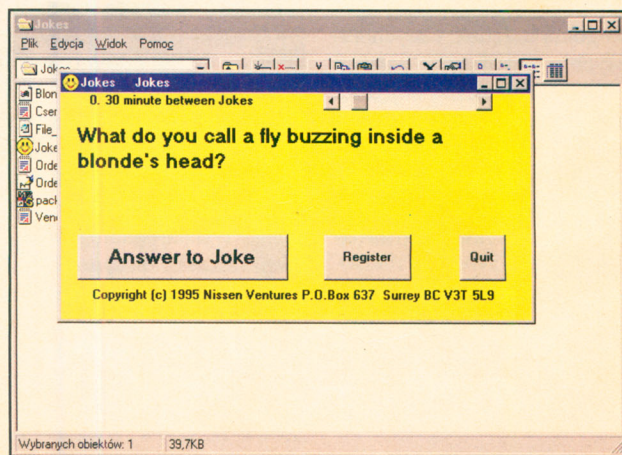 Jokes
Plik Edycja Widok Pomoc
Jokes Jokes
0. 30 minute between Jokes
What do you call a fly buzzing inside a
blonde's head?
Answer to Joke
Register
Quit
Copyright (c) 1995 Nissen Ventures P.O.Box 637 Surrey BC V3T 5L9
Wybranych obiektów: 1 39,7KB